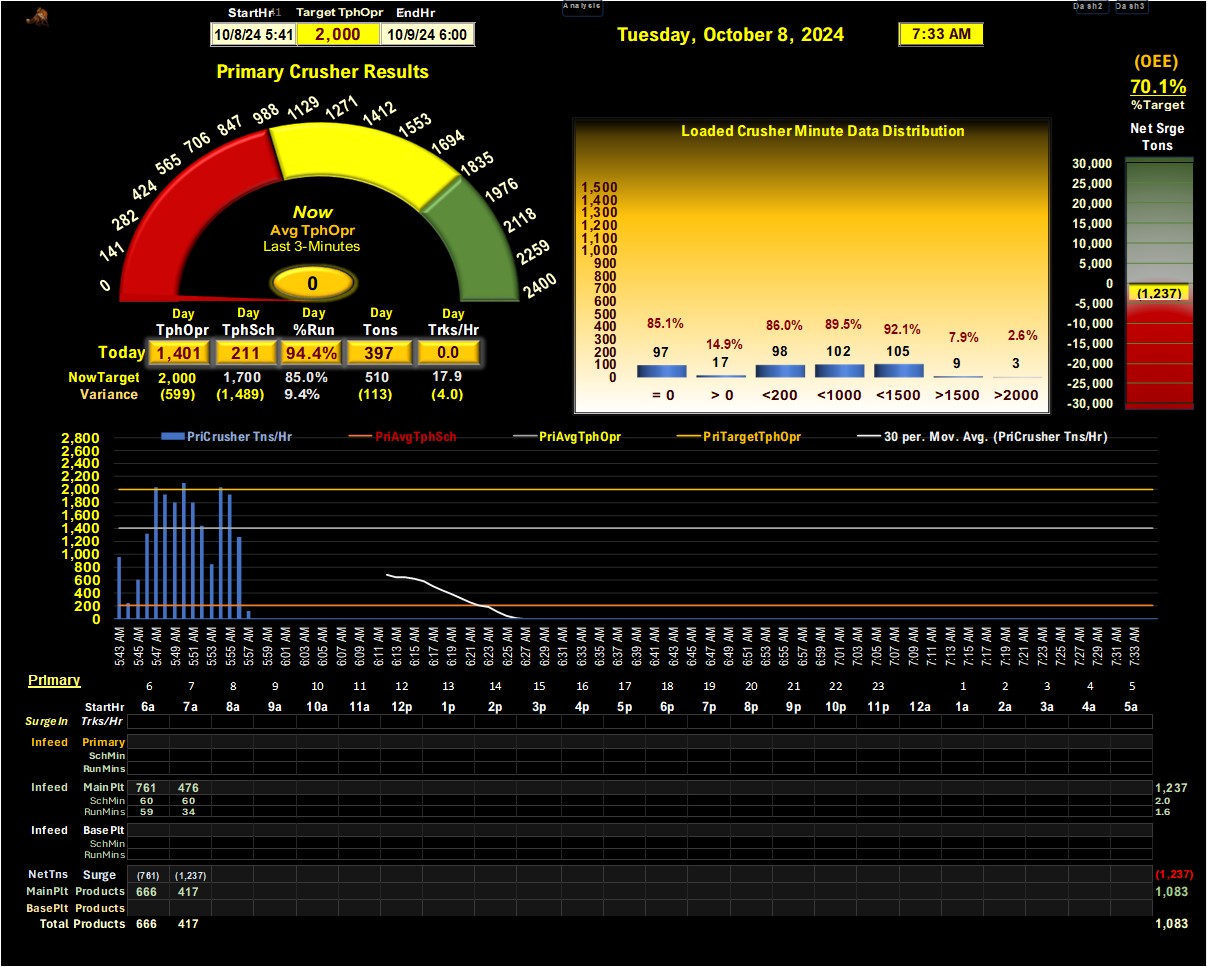 StartHr Target TphOpr EndHr
10/8/24 5:41 2,000 10/9/24 6:00
Analysis
Tuesday, October 8, 2024
7:33 AM
Dash2 Dash3
(OEE)
70.1%
%Target
Net Srge
Tons
30,000
25,000
20,000
15,000
10,000
5,000
0
(1,237)
-5,000
-10,000
-15,000
-20,000
-25,000
-30,000
Primary Crusher Results
0 141 282 424 565 706 847 988 1129 1271 1412 1553 1694 1835 1976 2118 2259 2400
Now
Avg TphOpr
Last 3-Minutes
0
Day Day Day Day Day
TphOpr TphSch %Run Tons Trks/Hr
Today 1,401 211 94.4% 397 0.0
NowTarget 2,000 1,700 85.0% 510 17.9
Variance (599) (1,489) 9.4% (113) (4.0)
Loaded Crusher Minute Data Distribution
1,500
1,400
1,300
1,200
1,100
1,000
900
800
700
600
500
400
300
200
100
0
85.1% 14.9% 86.0% 89.5% 92.1% 7.9% 2.6%
97 17 98 102 105 9 3
= 0 > 0 <200 <1000 <1500 >1500 >2000
PriCrusher Tns/Hr PriAvgTphSch PriAvgTphOpr PriTargetTphOpr 30 per. Mov. Avg. (PriCrusher Tns/Hr)
2,800
2,600
2,400
2,200
2,000
1,800
1,600
1,400
1,200
1,000
800
600
400
200
0
5:43 AM 5:45 AM 5:47 AM 5:49 AM 5:51 AM 5:53 AM 5:55 AM 5:57 AM 5:59 AM 6:01 AM 6:03 AM 6:05 AM 6:07 AM 6:09 AM 6:11 AM 6:13 AM 6:15 AM 6:17 AM 6:19 AM 6:21 AM 6:23 AM 6:25 AM 6:27 AM 6:29 AM 6:31 AM 6:33 AM 6:35 AM 6:37 AM 6:39 AM 6:41 AM 6:43 AM 6:45 AM 6:47 AM 6:49 AM 6:51 AM 6:53 AM 6:55 AM 6:57 AM 6:59 AM 7:01 AM 7:03 AM 7:05 AM 7:07 AM 7:09 AM 7:11 AM 7:13 AM 7:15 AM 7:17 AM 7:19 AM 7:21 AM 7:23 AM 7:25 AM 7:27 AM 7:29 AM 7:31 AM 7:33 AM
Primary
6 7 8 9 10 11 12 13 14 15 16 17 18 19 20 21 22 23 1 2 3 4 5
StartHr 6a 7a 8a 9a 10a 11a 12p 1p 2p 3p 4p 5p 6p 7p 8p 9p 10p 11p 12a 1a 2a 3a 4a 5a
SurgeIn Trks/Hr
Infeed Primary
SchMin
RunMins
Infeed MainPlt 761 476 1,237
SchMin 60 60 2.0
RunMins 59 34 1.6
Infeed BasePlt
SchMin
RunMins
NetTns Surge (761) (1,237) (1,237)
MainPlt Products 666 417 1,083
BasePlt Products
Total Products 666 417 1,083